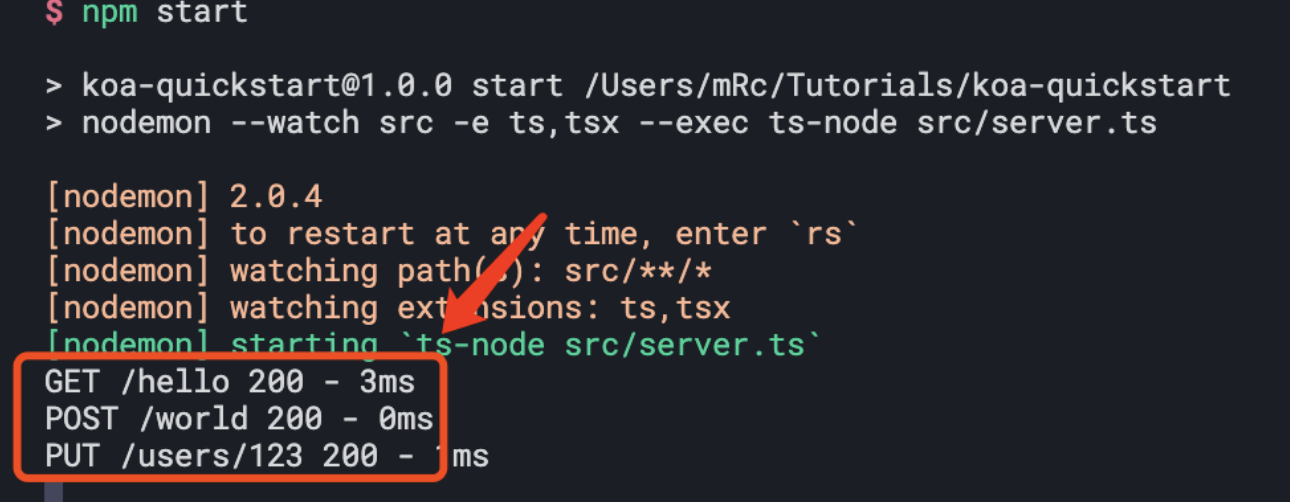 $ npm start
> koa-quickstart@1.0.0 start /Users/mRc/Tutorials/koa-quickstart
> nodemon --watch src -e ts,tsx --exec ts-node src/server.ts
[nodemon] 2.0.4
[nodemon] to restart at any time, enter `rs`
[nodemon] watching path(s): src/**/*
[nodemon] watching extensions: ts,tsx
[nodemon] starting `ts-node src/server.ts`
GET /hello 200 - 3ms
POST /world 200 - 0ms
PUT /users/123 200 - 1ms